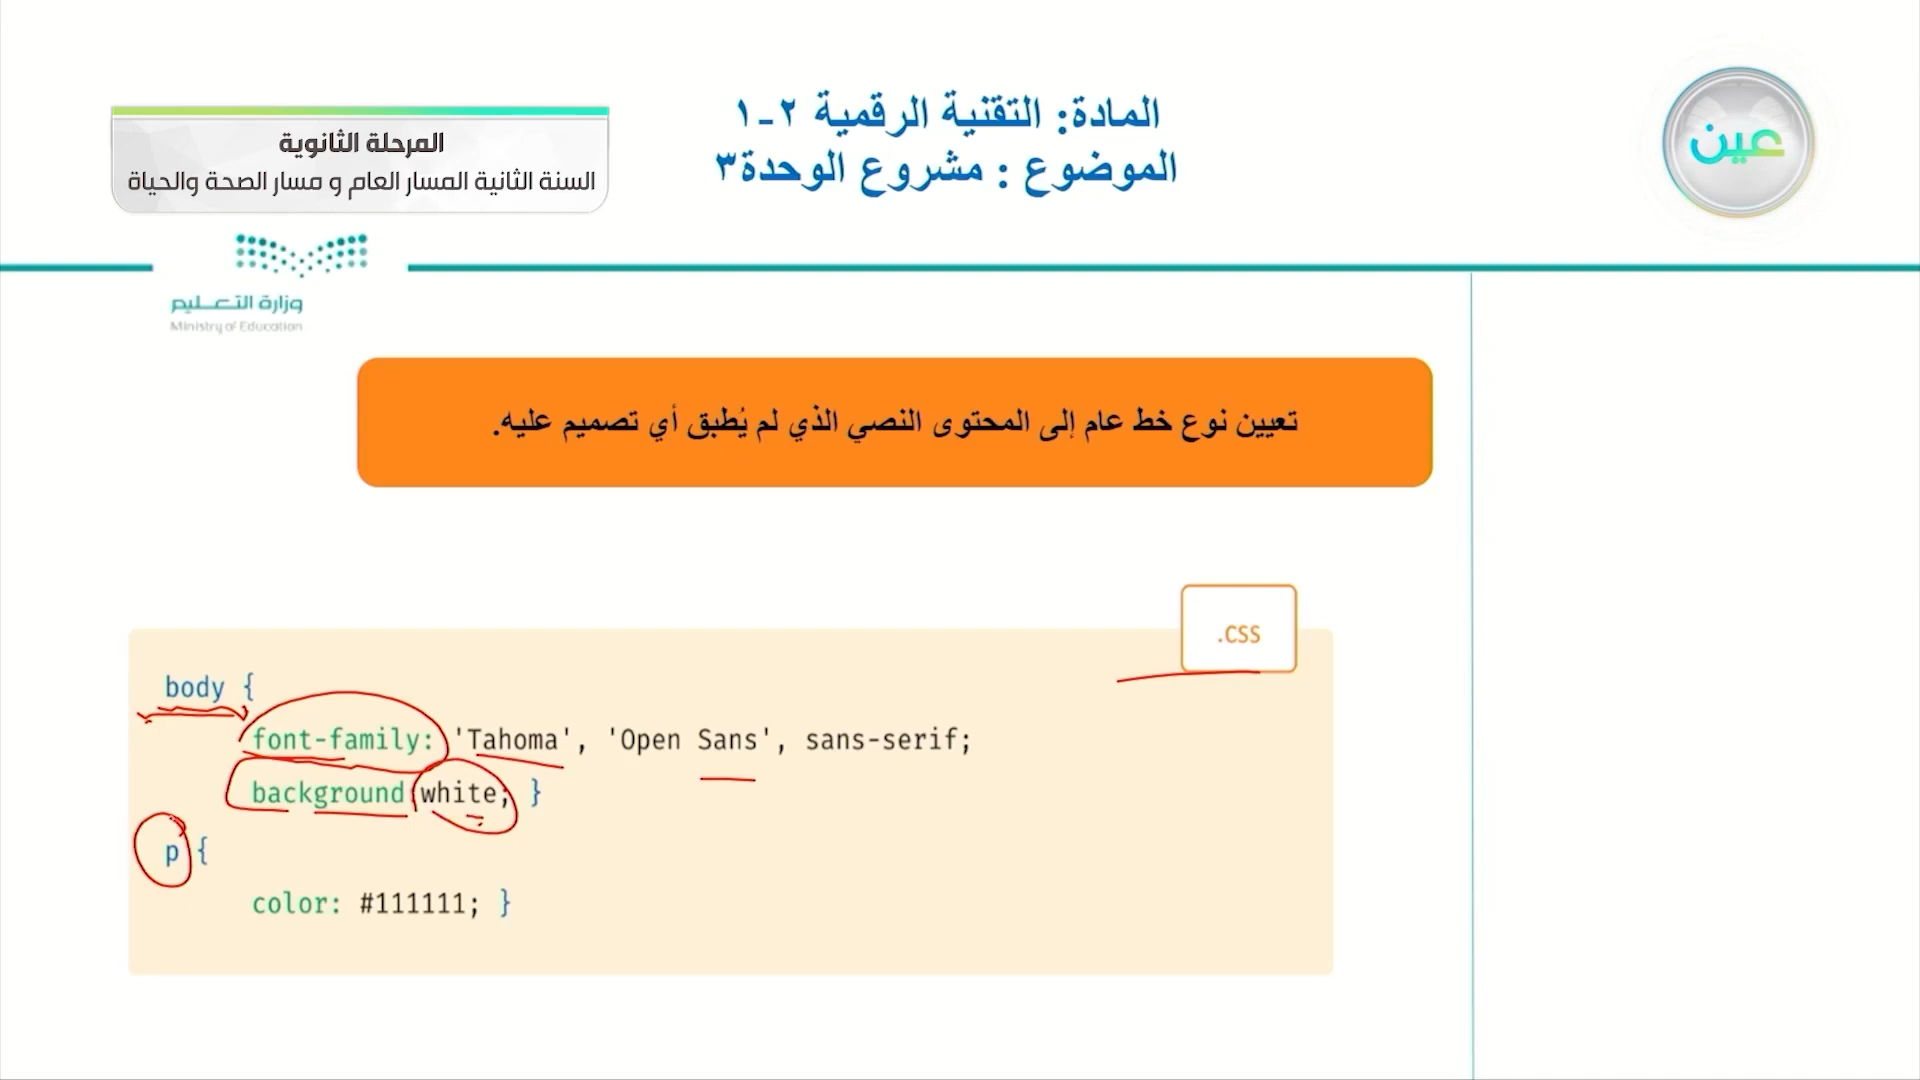 المادة: التقنية الرقمية ٢-١
الموضوع : مشروع الوحدة٣
المرحلة الثانوية
السنة الثانية المسار العام و مسار الصحة والحياة
عين
وزارة التعليم
Ministry of Education
تعيين نوع خط عام إلى المحتوى النصي الذي لم يُطبق أي تصميم عليه.
.CSS
body {
font-family: 'Tahoma', 'Open Sans', sans-serif;
background white; }
p {
color: #111111; }